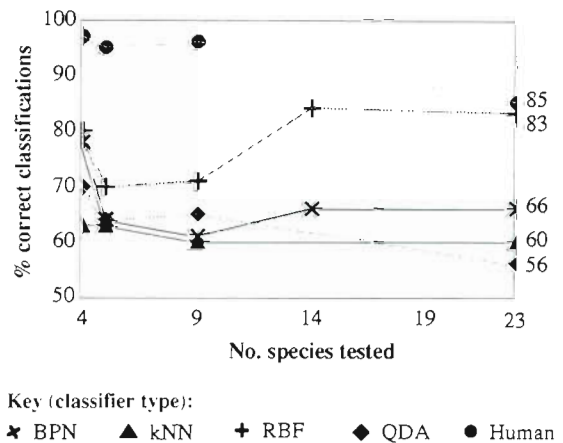 % correct classifications
100
90
80
70
60
50
85
83
66
60
56
4 9 14 19 23
No. species tested
Key (classifier type):
BPN kNN RBF QDA Human